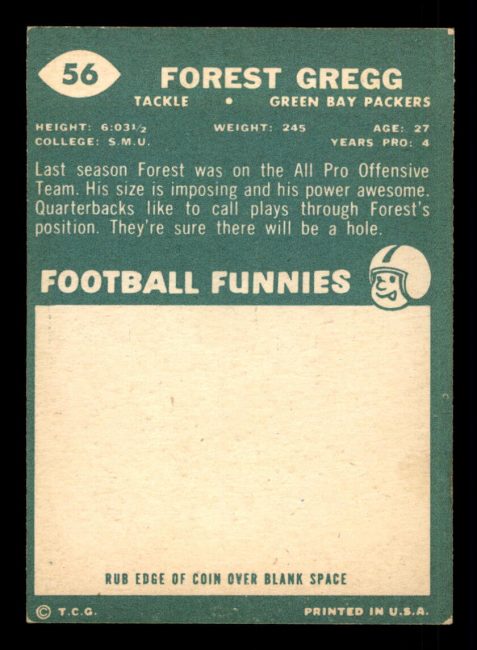 56
FOREST GREGG
TACKLE • GREEN BAY PACKERS
HEIGHT: 6:03½ WEIGHT: 245 AGE: 27
COLLEGE: S.M.U. YEARS PRO: 4
Last season Forest was on the All Pro Offensive
Team. His size is imposing and his power awesome.
Quarterbacks like to call plays through Forest's
position. They're sure there will be a hole.
FOOTBALL FUNNIES
RUB EDGE OF COIN OVER BLANK SPACE
© T.C.G. PRINTED IN U.S.A.